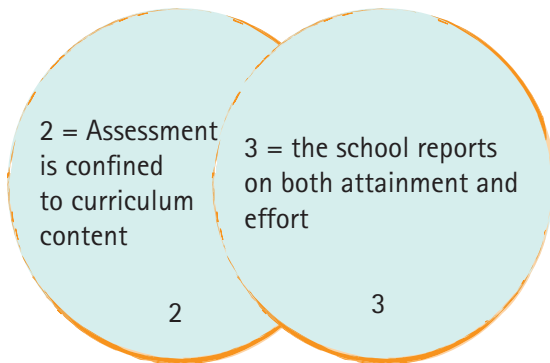 2 = Assessment
is confined
to curriculum
content
2
3 = the school reports
on both attainment and
effort
3